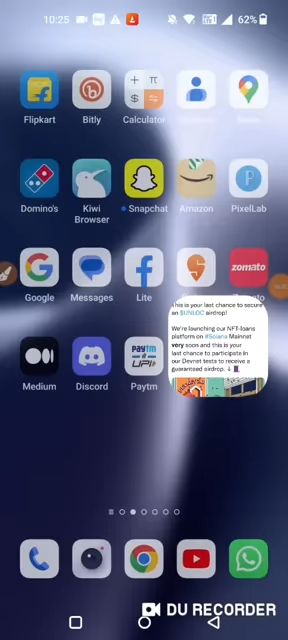 10:25
62%
Flipkart
Bitly
Calculator
Domino's
Kiwi
Browser
Snapchat
Amazon
PixelLab
Google
Messages
Lite
zomato
This is your last chance to secure
an $UNLOC airdrop!
We're launching our NFT-loans
platform on #Solana Mainnet
very soon and this is your
last chance to participate in
our Devnet tests to receive a
guaranteed airdrop. ↓
Medium
Discord
Paytm
DU RECORDER